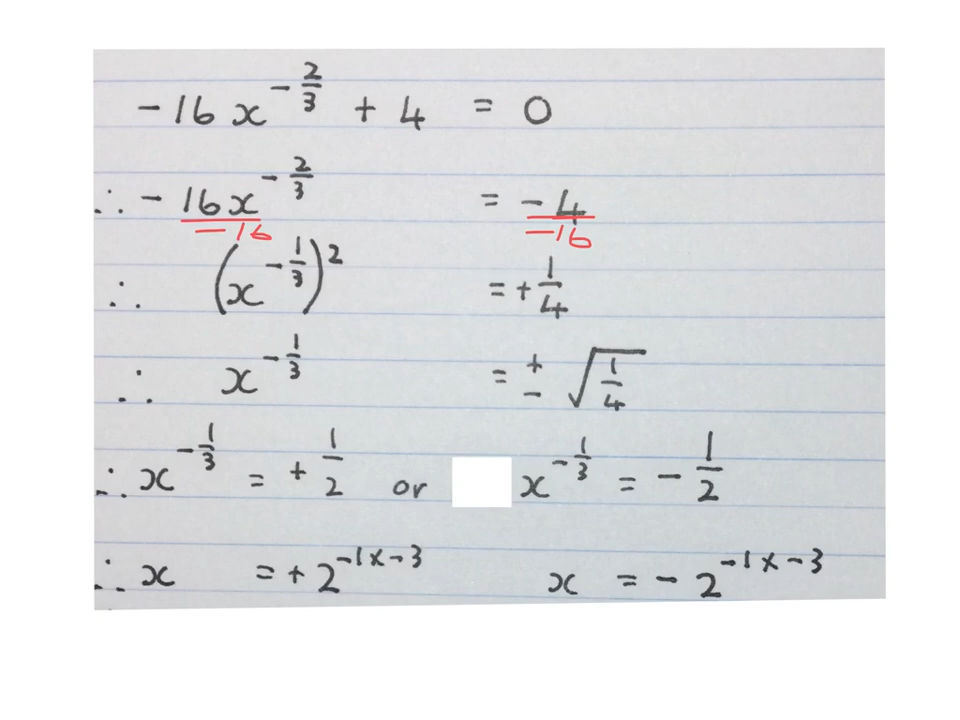 -16x^{-2/3} + 4 = 0
∴ -16x^{-2/3} = -4
-16 -16
∴ (x^{-1/3})^2 = +1/4
∴ x^{-1/3} = ±√(1/4)
∴ x^{-1/3} = +1/2 or x^{-1/3} = -1/2
∴ x = +2^{-1×-3} x = -2^{-1×-3}